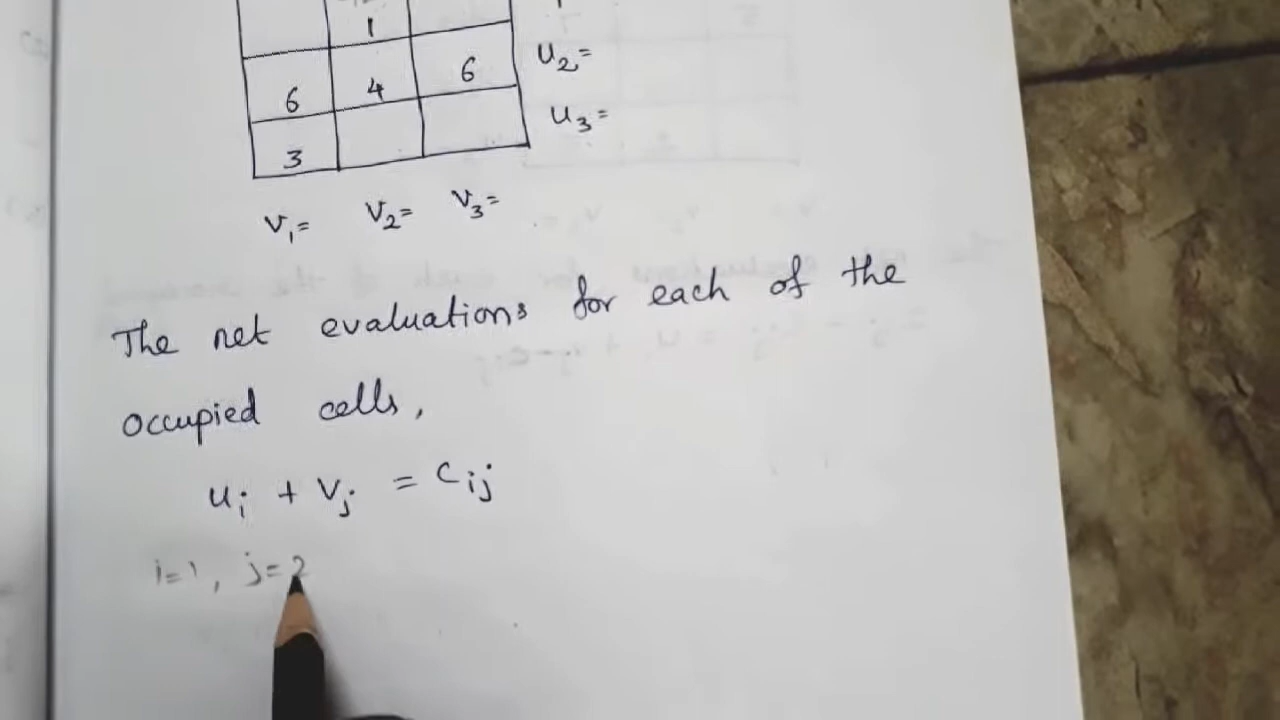 1
6 4 6 u₂=
3 u₃=
v₁= v₂= v₃=
The net evaluations for each of the
occupied cells,
uᵢ + vⱼ = cᵢⱼ
i=1, j=2